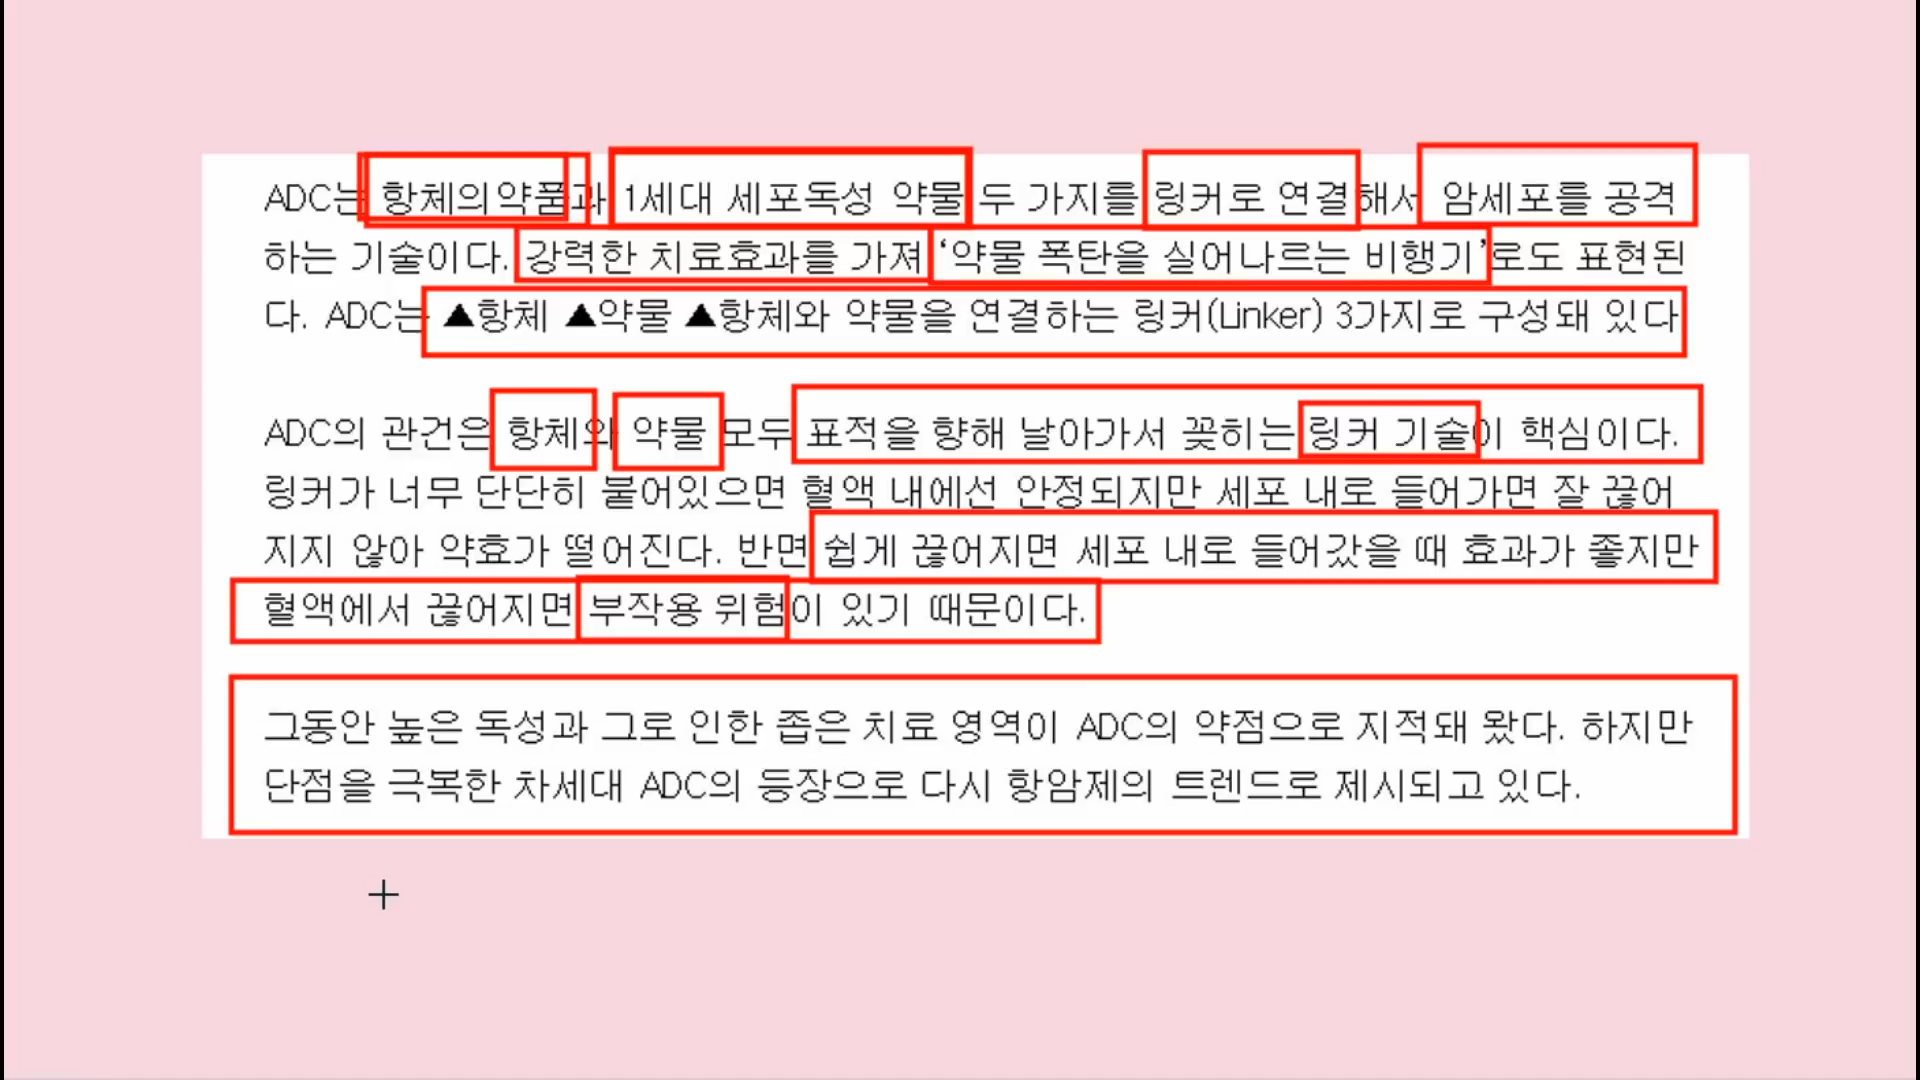 ADC는 항체의약품과 1세대 세포독성 약물 두 가지를 링커로 연결해서 암세포를 공격
하는 기술이다. 강력한 치료효과를 가져 ‘약물 폭탄을 실어나르는 비행기’로도 표현된
다. ADC는 ▲항체 ▲약물 ▲항체와 약물을 연결하는 링커(Linker) 3가지로 구성돼 있다
ADC의 관건은 항체와 약물 모두 표적을 향해 날아가서 꽂히는 링커 기술이 핵심이다.
링커가 너무 단단히 붙어있으면 혈액 내에선 안정되지만 세포 내로 들어가면 잘 끊어
지지 않아 약효가 떨어진다. 반면 쉽게 끊어지면 세포 내로 들어갔을 때 효과가 좋지만
혈액에서 끊어지면 부작용 위험이 있기 때문이다.
그동안 높은 독성과 그로 인한 좁은 치료 영역이 ADC의 약점으로 지적돼 왔다. 하지만
단점을 극복한 차세대 ADC의 등장으로 다시 항암제의 트렌드로 제시되고 있다.